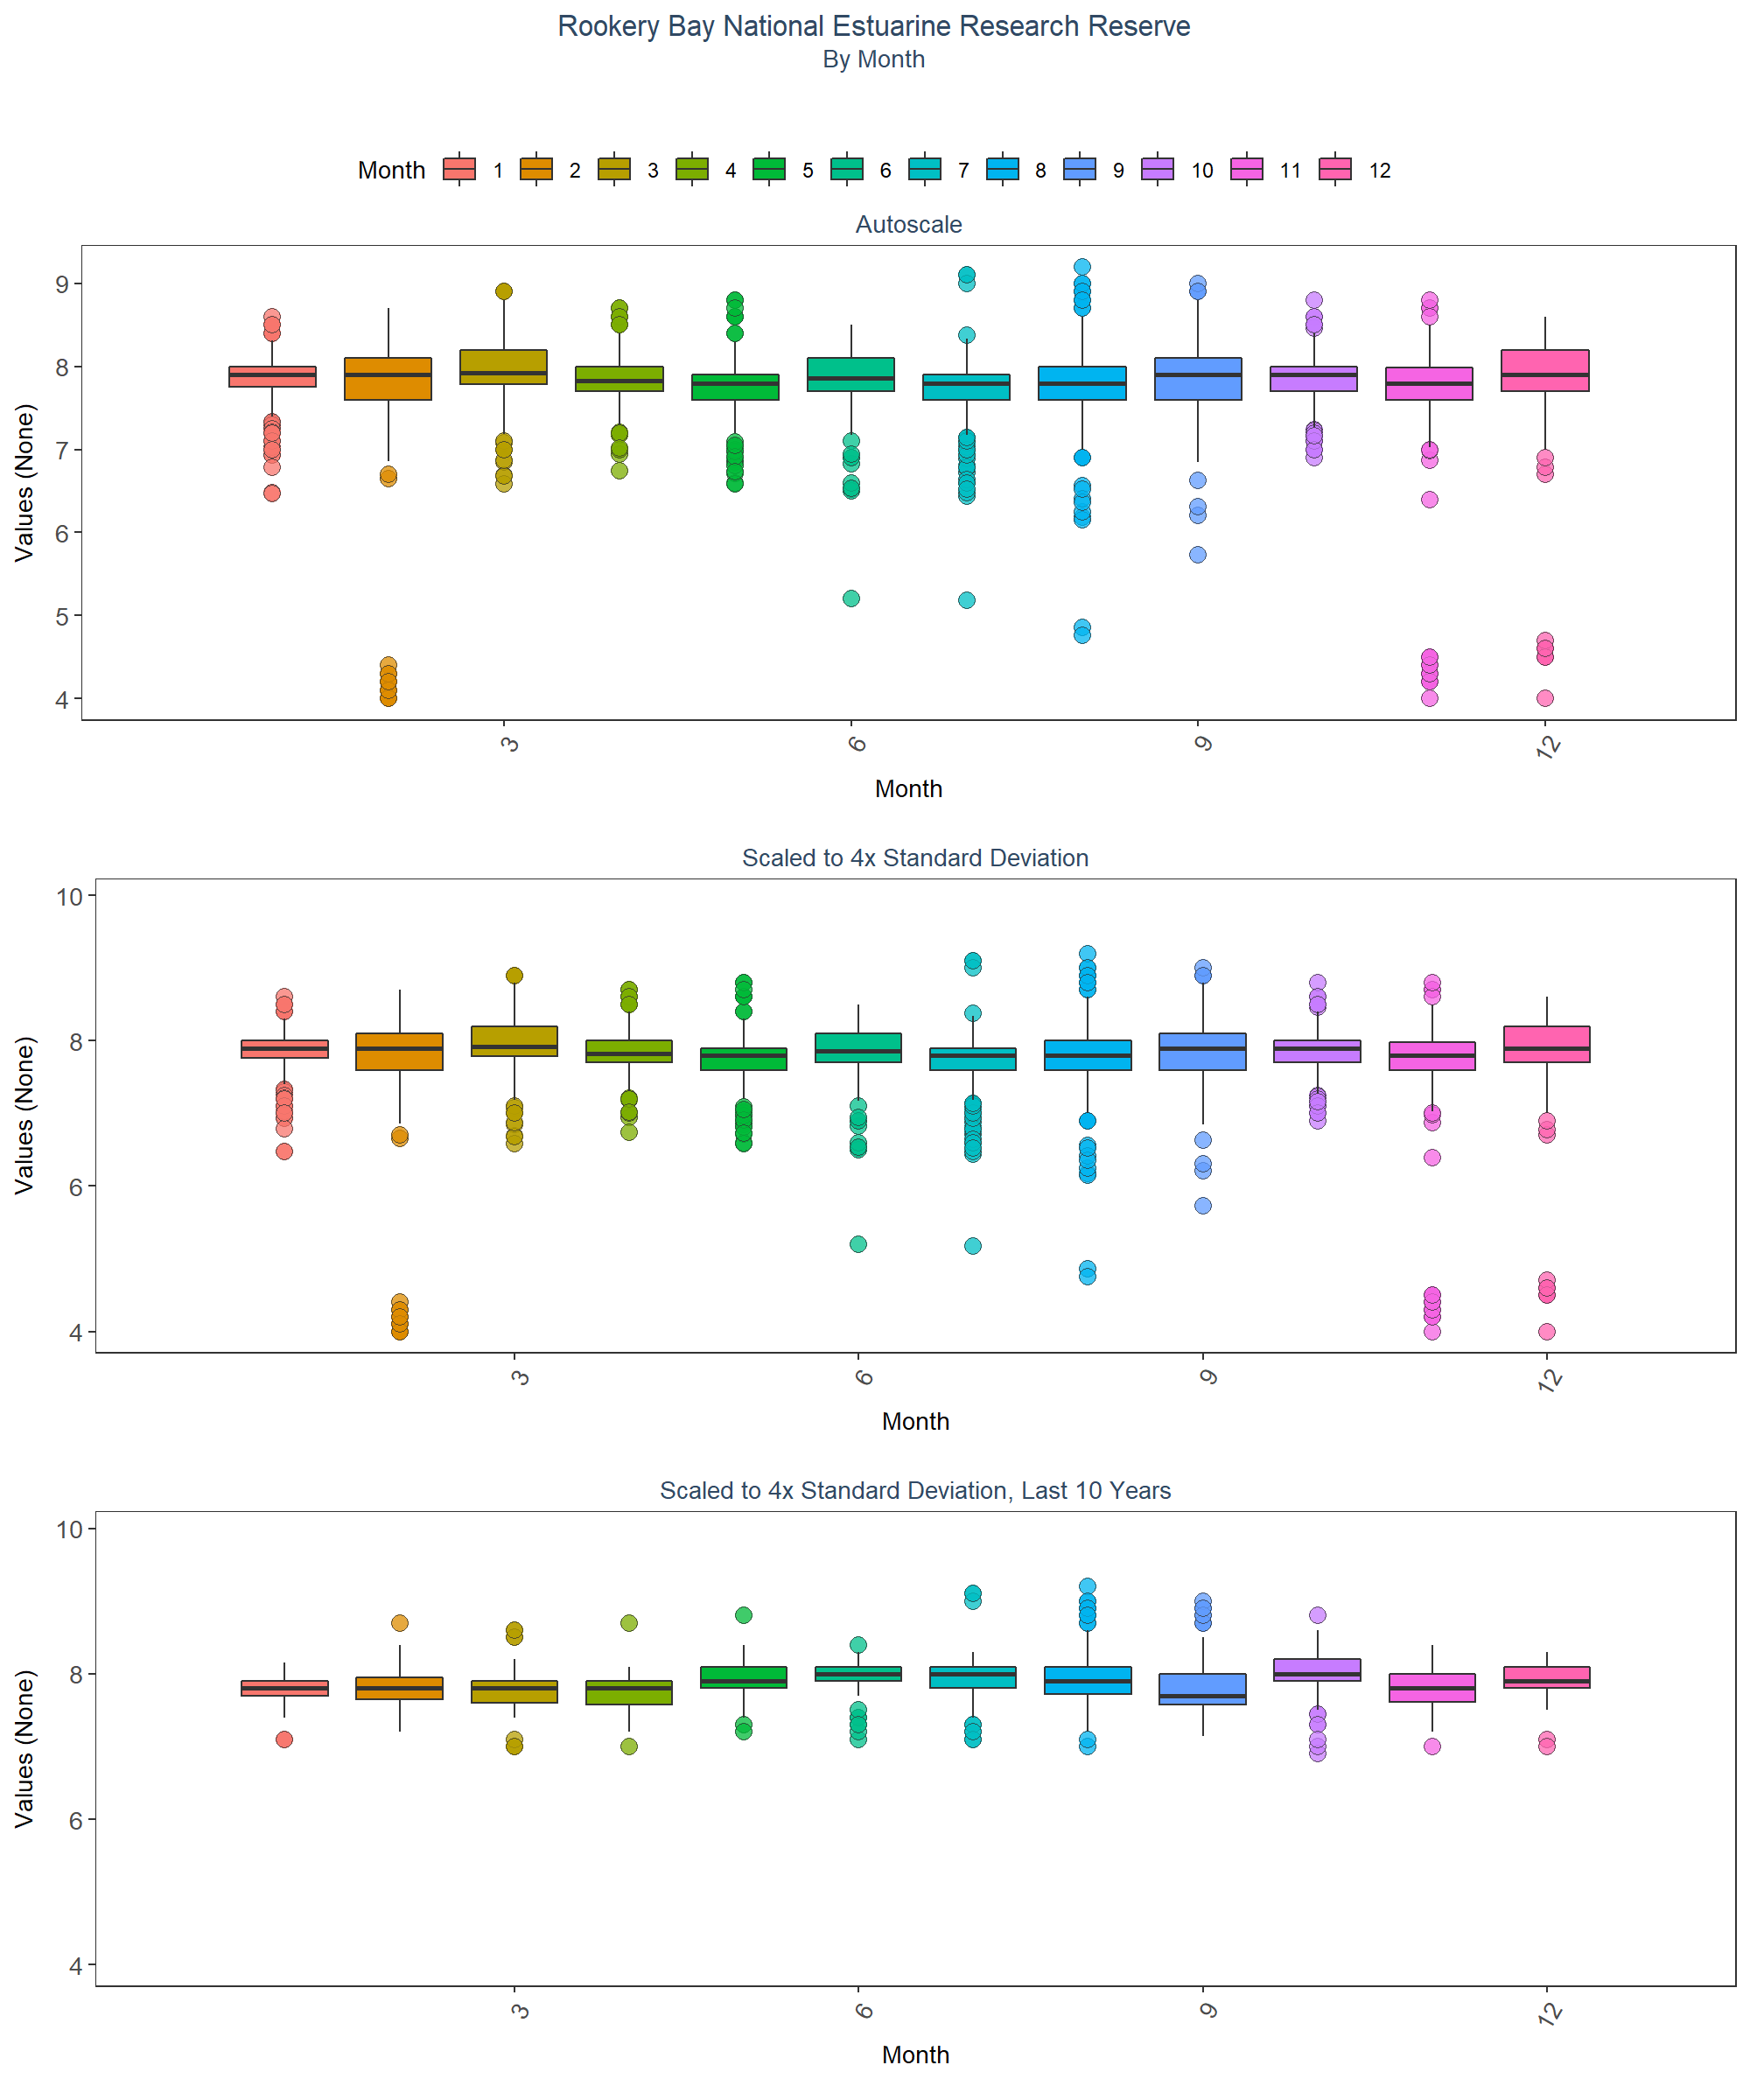 Rookery Bay National Estuarine Research Reserve
By Month
Month 1 2 3 4 5 6 7 8 9 10 11 12
Autoscale
9
8
7
6
5
4
Values (None)
3 6 9 12
Month
Scaled to 4x Standard Deviation
10
8
6
4
Values (None)
3 6 9 12
Month
Scaled to 4x Standard Deviation, Last 10 Years
10
8
6
4
Values (None)
3 6 9 12
Month